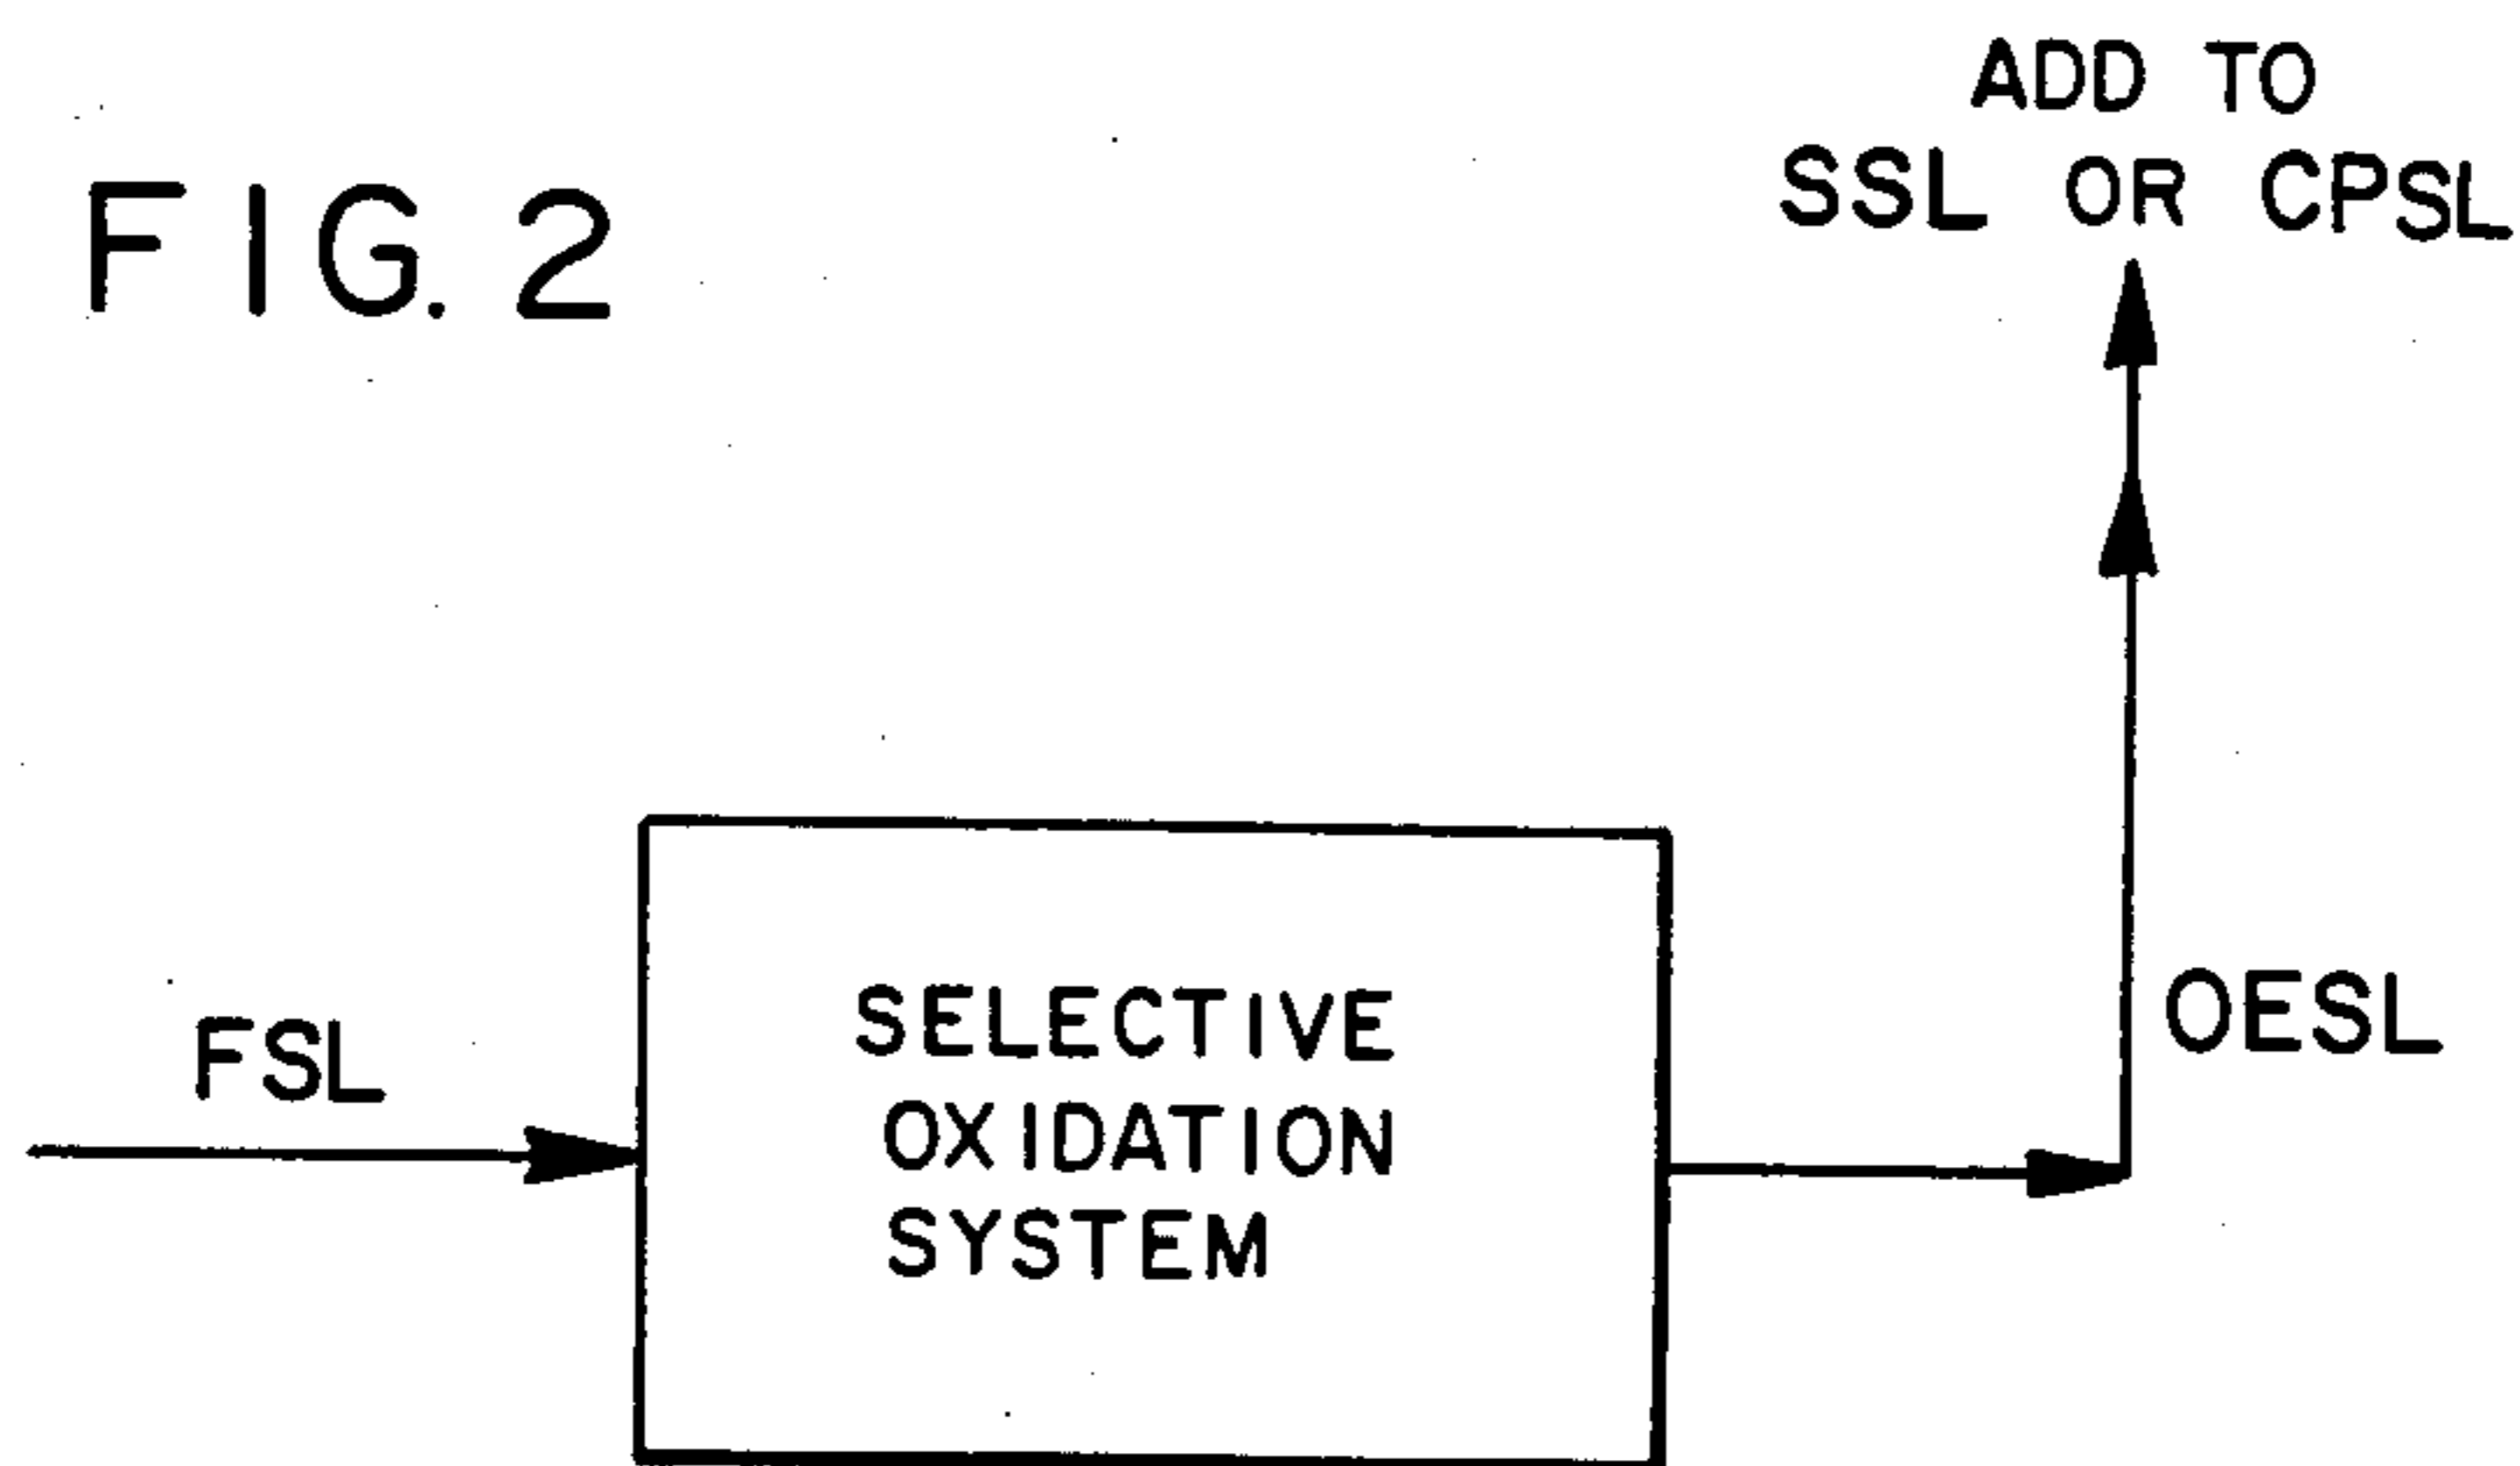 FIG. 2
ADD TO
SSL OR CPSL
FSL
SELECTIVE
OXIDATION
SYSTEM
OESL